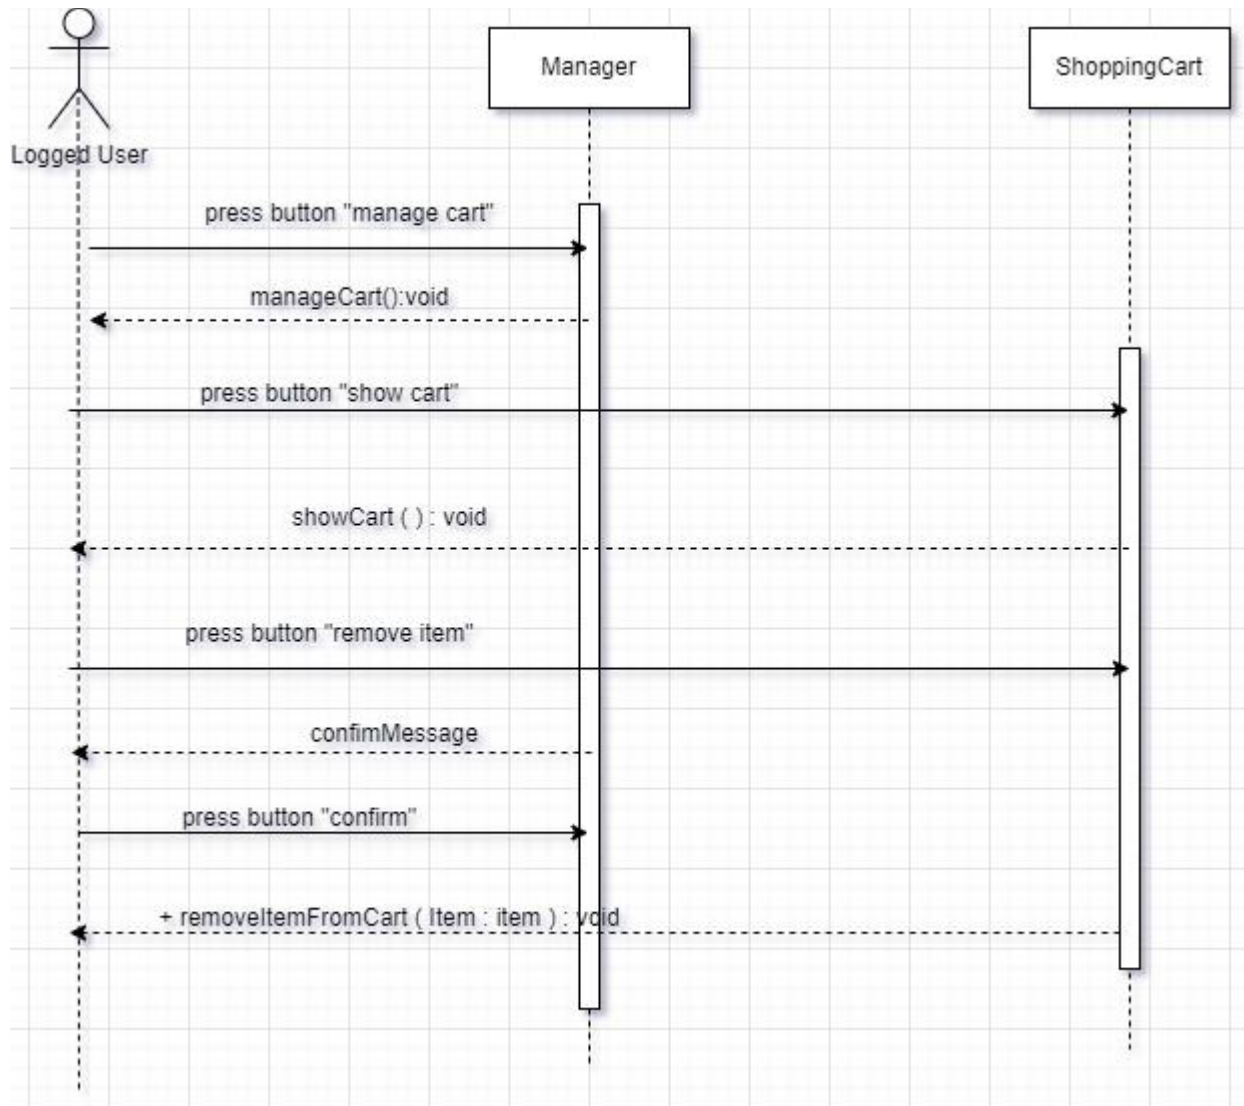 Manager
ShoppingCart
Logged User
press button "manage cart"
manageCart():void
press button "show cart"
showCart ( ) : void
press button "remove item"
confimMessage
press button "confirm"
+ removeItemFromCart ( Item : item ) : void